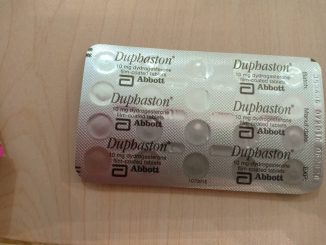 Duphaston® Duphaston®
10 mg dydrogesterone 10 mg dydrogesterone
film-coated tablets film-coated tablets
Abbott Abbott
Duphaston® Duphaston®
10 mg dydrogesterone 10 mg dydrogesterone
film-coated tablets film-coated tablets
Abbott Abbott
Duphaston® Duphaston®
10 mg dydrogesterone 10 mg dydrogesterone
film-coated tablets film-coated tablets
Abbott Abbott